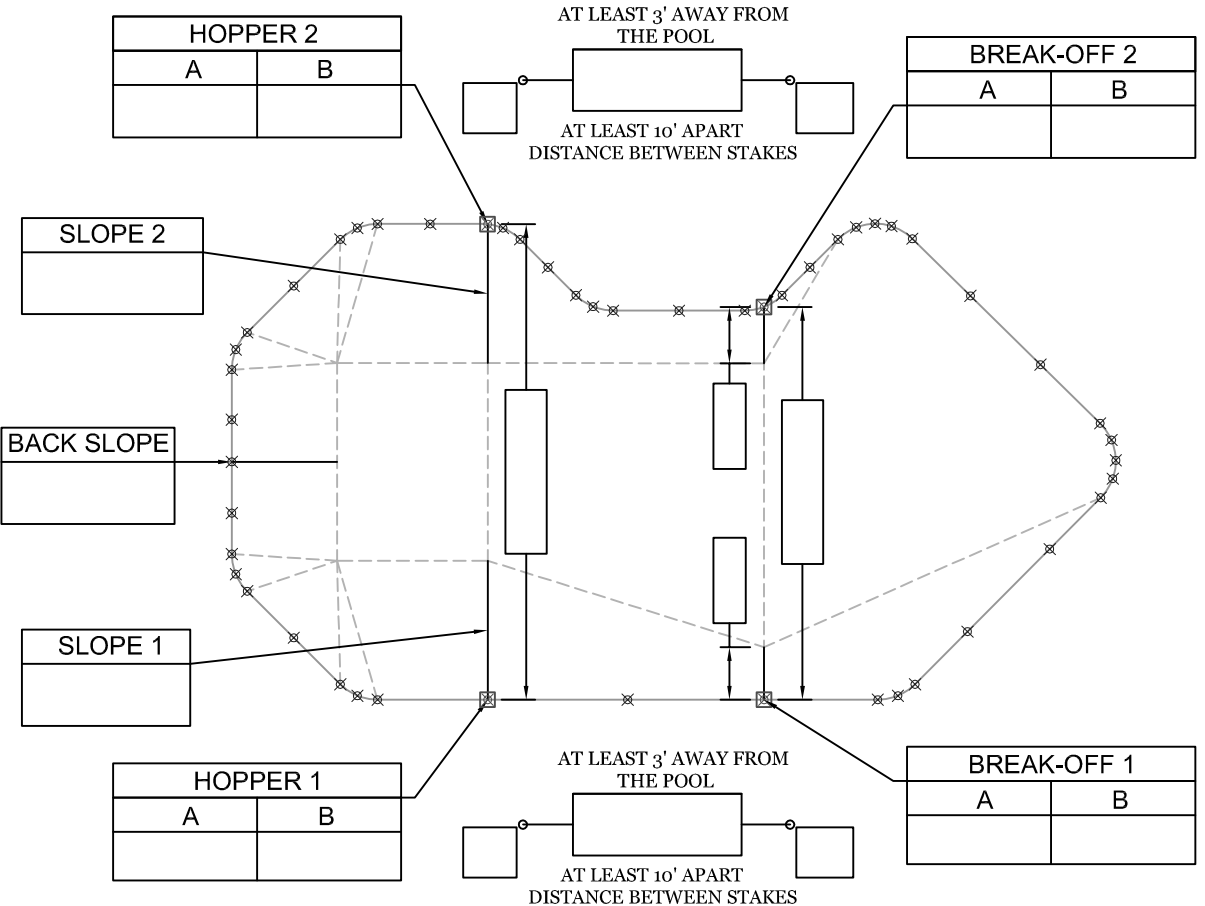 HOPPER 2
A B
AT LEAST 3' AWAY FROM
THE POOL
AT LEAST 10' APART
DISTANCE BETWEEN STAKES
BREAK-OFF 2
A B
SLOPE 2
BACK SLOPE
SLOPE 1
HOPPER 1
A B
AT LEAST 3' AWAY FROM
THE POOL
AT LEAST 10' APART
DISTANCE BETWEEN STAKES
BREAK-OFF 1
A B